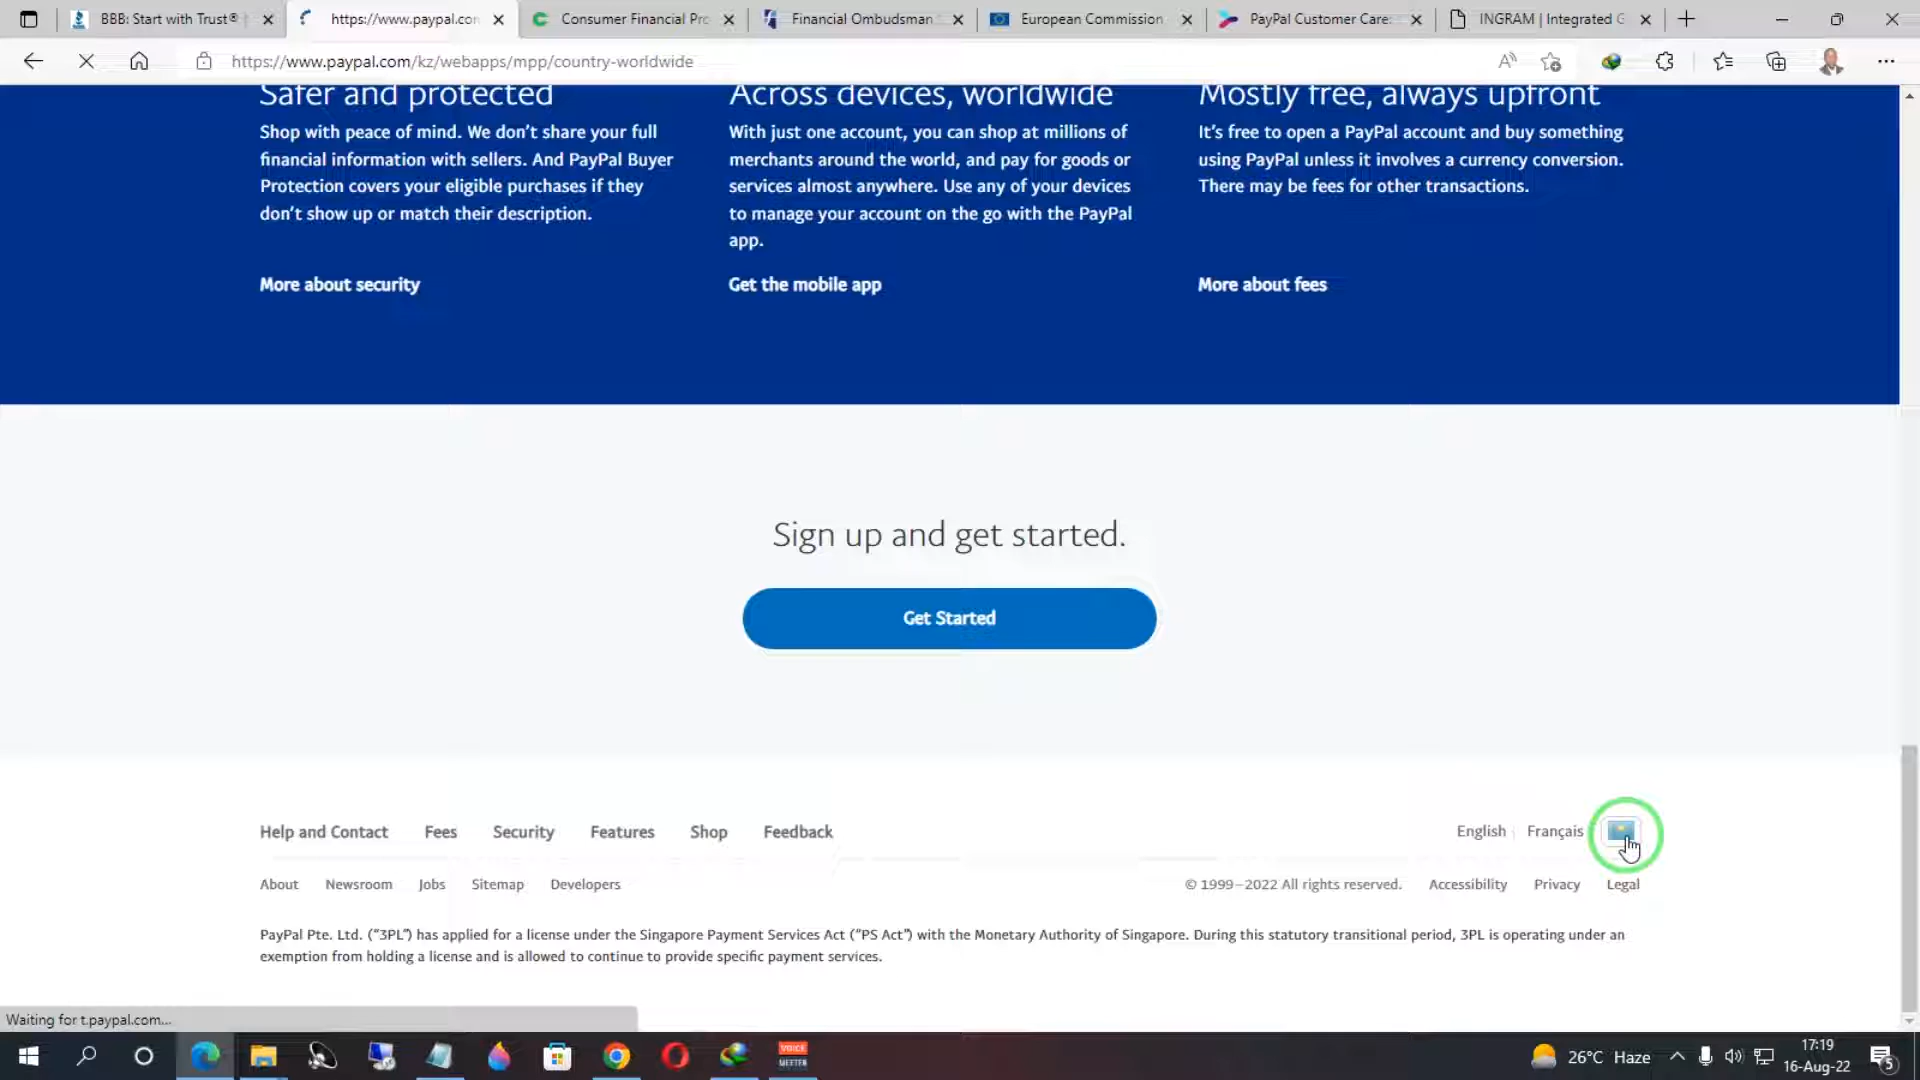 BBB: Start with Trust®
https://www.paypal.cor
Consumer Financial Pro
Financial Ombudsman
European Commission
PayPal Customer Care:
INGRAM | Integrated G
https://www.paypal.com/kz/webapps/mpp/country-worldwide
Safer and protected
Shop with peace of mind. We don't share your full
financial information with sellers. And PayPal Buyer
Protection covers your eligible purchases if they
don't show up or match their description.
More about security
Across devices, worldwide
With just one account, you can shop at millions of
merchants around the world, and pay for goods or
services almost anywhere. Use any of your devices
to manage your account on the go with the PayPal
app.
Get the mobile app
Mostly free, always upfront
It's free to open a PayPal account and buy something
using PayPal unless it involves a currency conversion.
There may be fees for other transactions.
More about fees
Sign up and get started.
Get Started
Help and Contact Fees Security Features Shop Feedback
English Français
About Newsroom Jobs Sitemap Developers
© 1999–2022 All rights reserved. Accessibility Privacy Legal
PayPal Pte. Ltd. ("3PL") has applied for a license under the Singapore Payment Services Act ("PS Act") with the Monetary Authority of Singapore. During this statutory transitional period, 3PL is operating under an
exemption from holding a license and is allowed to continue to provide specific payment services.
Waiting for t.paypal.com...
VOICE
MEETER
26°C Haze
17:19
16-Aug-22
5